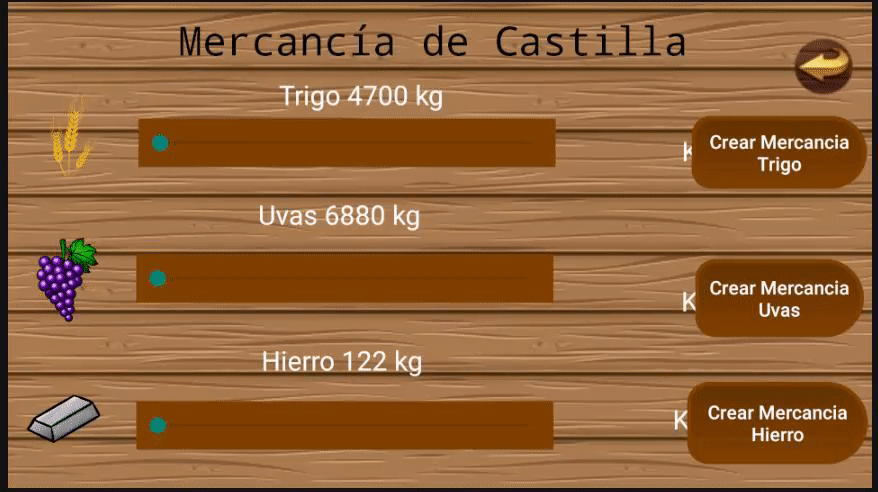 Mercancía de Castilla
Trigo 4700 kg
K
Crear Mercancia
Trigo
Uvas 6880 kg
K
Crear Mercancia
Uvas
Hierro 122 kg
K
Crear Mercancia
Hierro